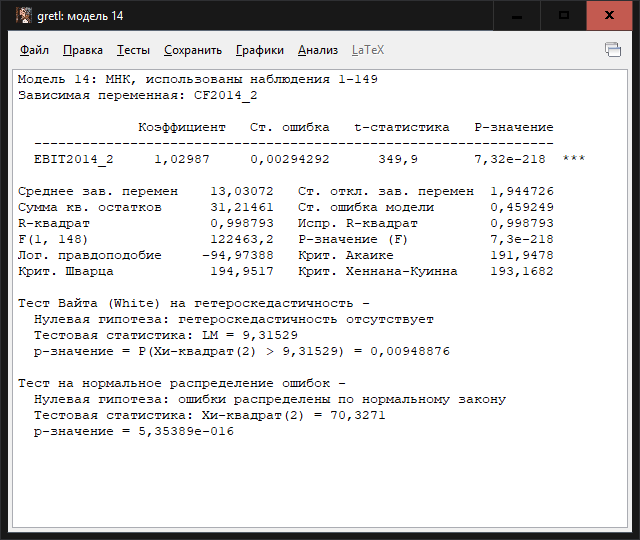 gretl: модель 14
Файл Правка Тесты Сохранить Графики Анализ LaTeX
Модель 14: МНК, использованы наблюдения 1-149
Зависимая переменная: CF2014_2
Коэффициент Ст. ошибка t-статистика P-значение
---------------------------------------------------------------
EBIT2014_2 1,02987 0,00294292 349,9 7,32e-218 ***
Среднее зав. перемен 13,03072 Ст. откл. зав. перемен 1,944726
Сумма кв. остатков 31,21461 Ст. ошибка модели 0,459249
R-квадрат 0,998793 Испр. R-квадрат 0,998793
F(1, 148) 122463,2 P-значение (F) 7,3e-218
Лог. правдоподобие -94,97388 Крит. Акаике 191,9478
Крит. Шварца 194,9517 Крит. Хеннана-Куинна 193,1682
Тест Вайта (White) на гетероскедастичность -
Нулевая гипотеза: гетероскедастичность отсутствует
Тестовая статистика: LM = 9,31529
р-значение = P(Хи-квадрат(2) > 9,31529) = 0,00948876
Тест на нормальное распределение ошибок -
Нулевая гипотеза: ошибки распределены по нормальному закону
Тестовая статистика: Хи-квадрат(2) = 70,3271
р-значение = 5,35389e-016